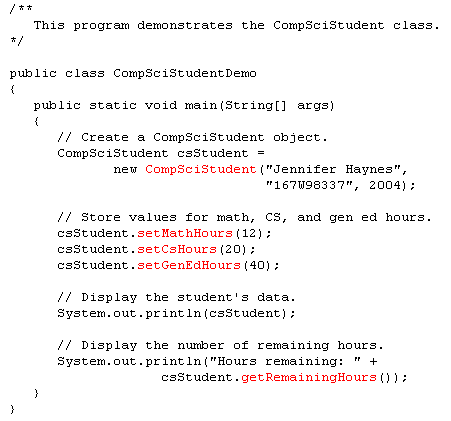 /**
   This program demonstrates the CompSciStudent class.
*/
public class CompSciStudentDemo
{
   public static void main(String[] args)
   {
      // Create a CompSciStudent object.
      CompSciStudent csStudent =
             new CompSciStudent("Jennifer Haynes",
                                "167W98337", 2004);
      // Store values for math, CS, and gen ed hours.
      csStudent.setMathHours(12);
      csStudent.setCsHours(20);
      csStudent.setGenEdHours(40);
      // Display the student's data.
      System.out.println(csStudent);
      // Display the number of remaining hours.
      System.out.println("Hours remaining: " +
                   csStudent.getRemainingHours());
   }
}